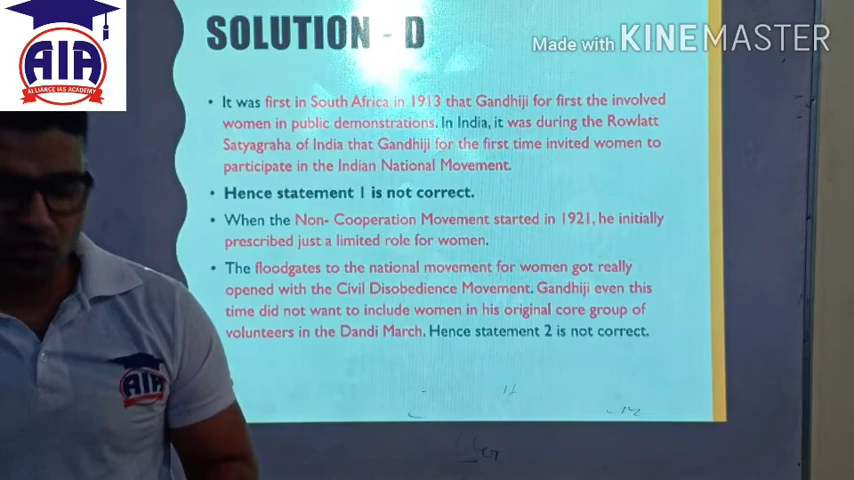 SOLUTION - D
Made with KINEMASTER
AIA
ALLIANCE IAS ACADEMY
• It was first in South Africa in 1913 that Gandhiji for first the involved
women in public demonstrations. In India, it was during the Rowlatt
Satyagraha of India that Gandhiji for the first time invited women to
participate in the Indian National Movement.
• Hence statement 1 is not correct.
• When the Non- Cooperation Movement started in 1921, he initially
prescribed just a limited role for women.
• The floodgates to the national movement for women got really
opened with the Civil Disobedience Movement. Gandhiji even this
time did not want to include women in his original core group of
volunteers in the Dandi March. Hence statement 2 is not correct.
AIA